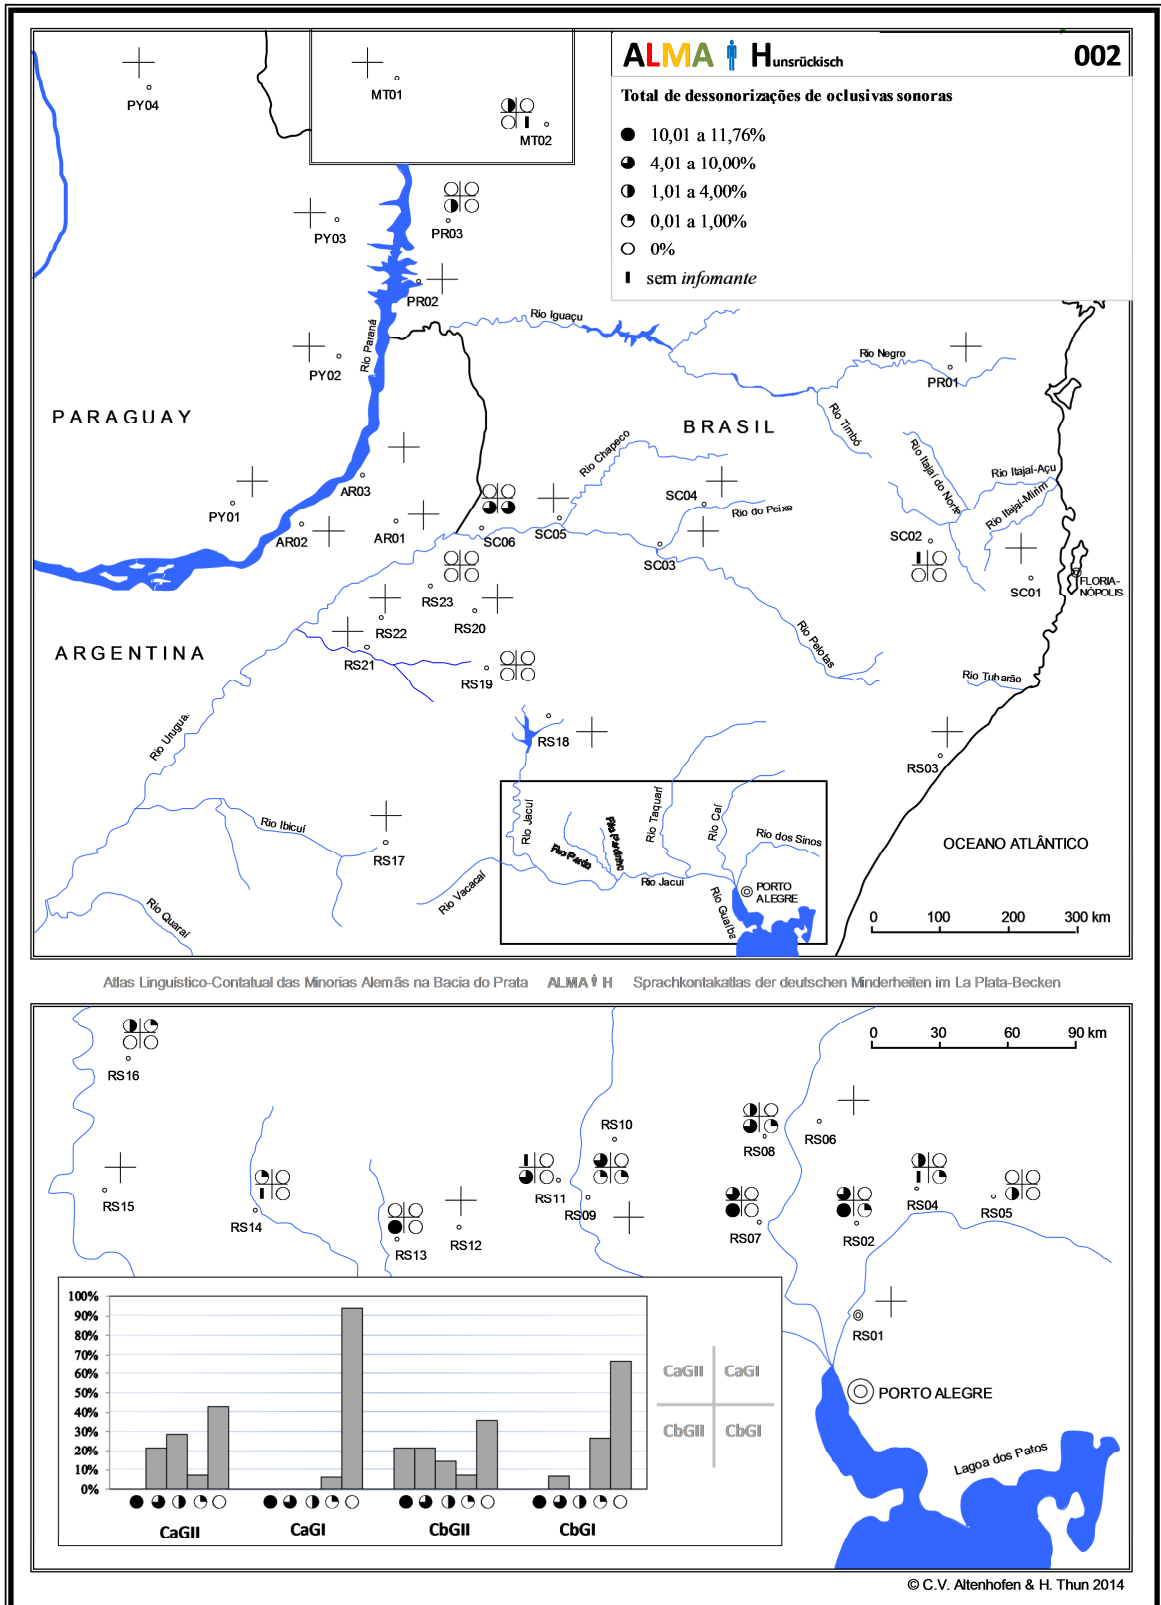 ALMA Hunsrückisch 002
Total de dessonorizações de oclusivas sonoras
10,01 a 11,76%
4,01 a 10,00%
1,01 a 4,00%
0,01 a 1,00%
0%
sem infomante
PY04
MT01
MT02
PY03
PR03
PR02
Rio Iguaçu
Rio Paraná
PY02
Rio Negro
PR01
PARAGUAY
BRASIL
Rio Timbó
Rio Chapecó
Rio Itajaí do Norte
Rio Itajaí-Açu
Rio Itajaí-Mirim
AR03
SC04
PY01
Rio do Peixe
AR02
AR01
SC06
SC05
SC03
SC02
SC01
FLORIA-
NÓPOLIS
RS23
RS20
RS22
RS21
ARGENTINA
Rio Pelotas
RS19
Rio Tubarão
Rio Urugua
RS18
RS03
Rio Jacuí
Rio Taquarí
Rio Caí
Rio Ibicuí
Rio dos Sinos
RS17
Rio Pardo
Rio Pardinho
OCEANO ATLÂNTICO
Rio Jacui
Rio Vacacaí
PORTO
ALEGRE
Rio Guaíba
Rio Quaraí
0 100 200 300 km
Atlas Linguístico-Contatual das Minorias Alemãs na Bacia do Prata ALMA H Sprachkontakatlas der deutschen Minderheiten im La Plata-Becken
0 30 60 90 km
RS16
RS10
RS08
RS06
RS15
RS14
RS13
RS12
RS11
RS09
RS07
RS02
RS04
RS05
RS01
PORTO ALEGRE
Lagoa dos Patos
100%
90%
80%
70%
60%
50%
40%
30%
20%
10%
0%
CaGII CaGI CbGII CbGI
CaGII CaGI
CbGII CbGI
© C.V. Altenhofen & H. Thun 2014